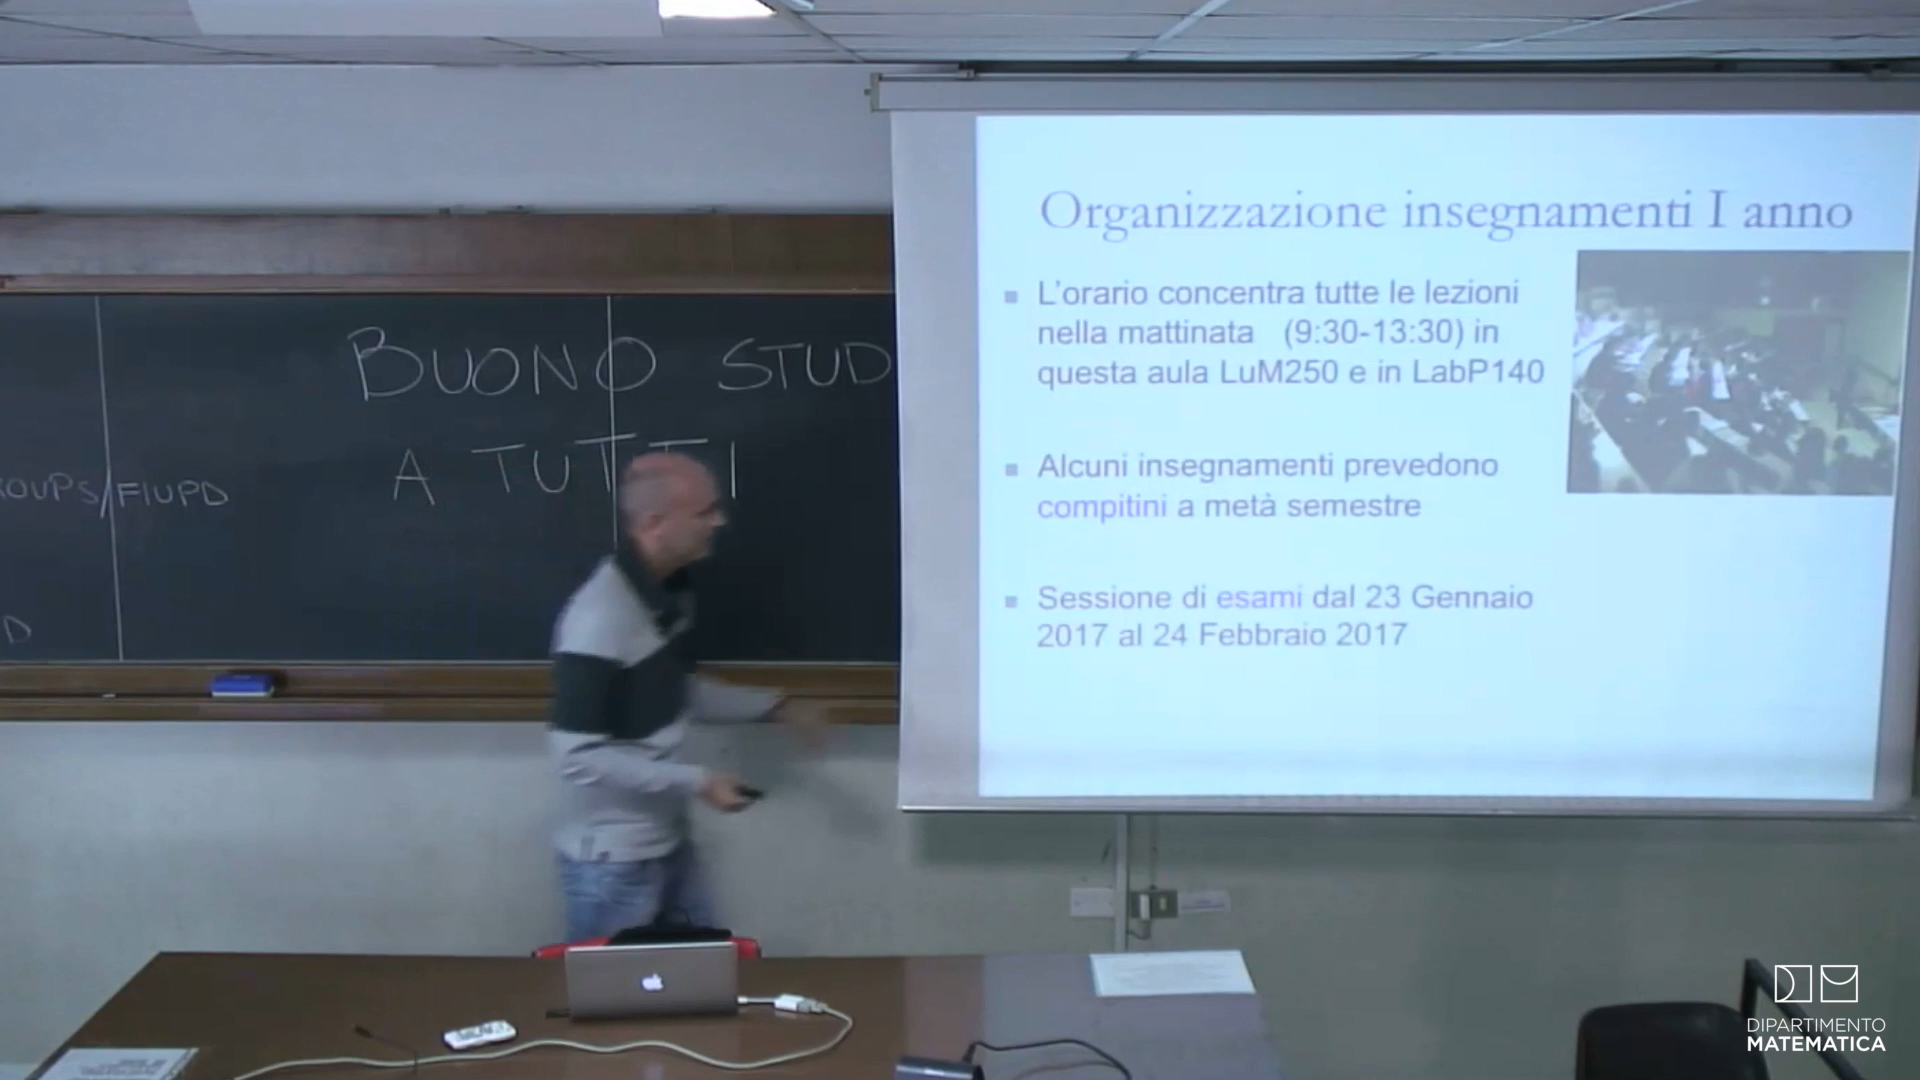 BUONO STUD
A TUTTI
OUPS/FIUPD
D
Organizzazione insegnamenti I anno
L'orario concentra tutte le lezioni
nella mattinata (9:30-13:30) in
questa aula LuM250 e in LabP140
Alcuni insegnamenti prevedono
compitini a metà semestre
Sessione di esami dal 23 Gennaio
2017 al 24 Febbraio 2017
DIPARTIMENTO
MATEMATICA